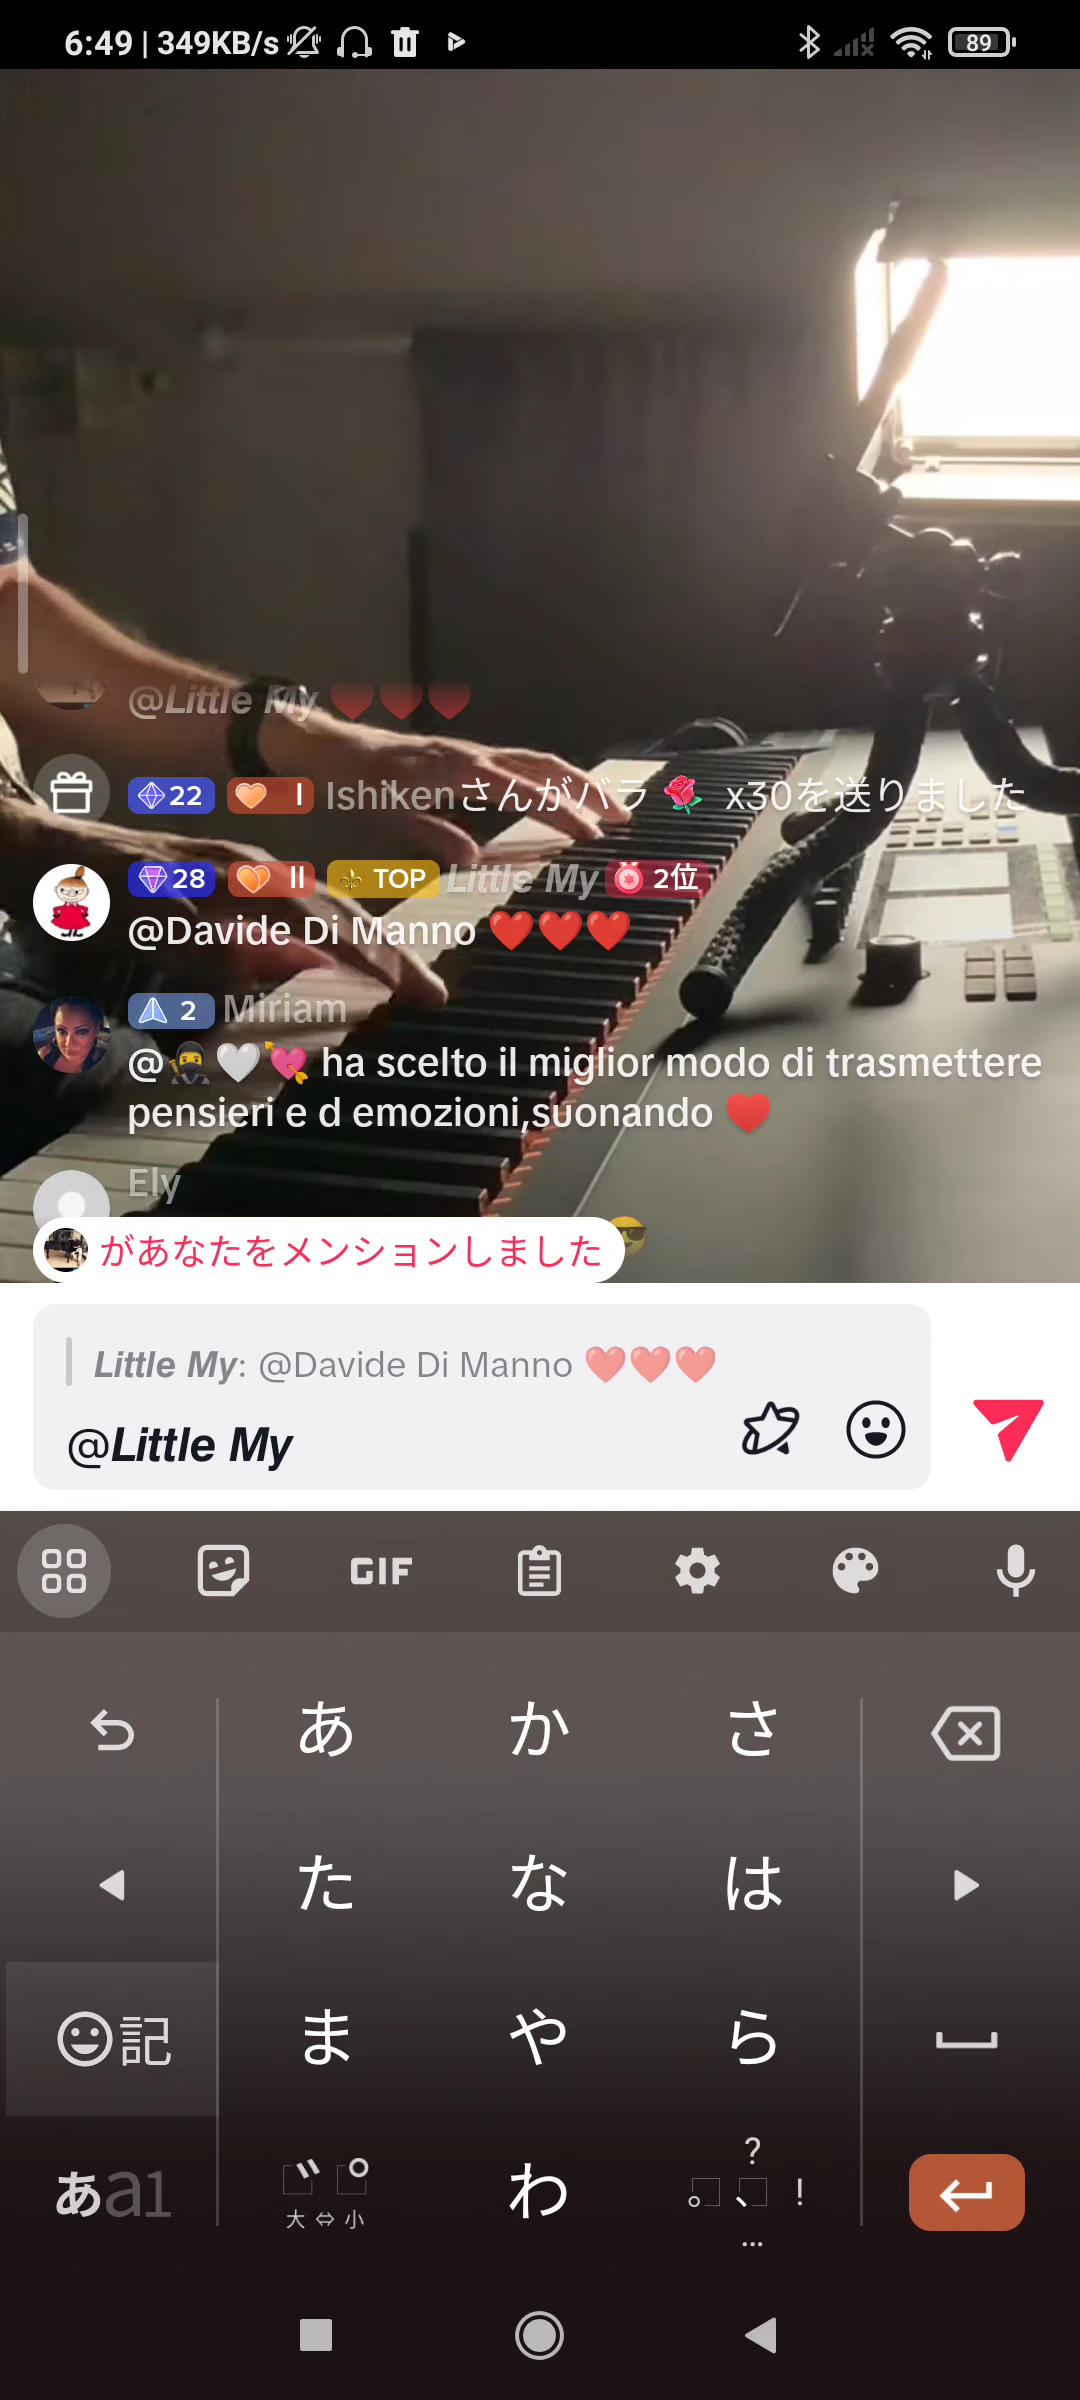 6:49 | 349KB/s
89
@Little My ❤️❤️❤️
22 I Ishikenさんがバラ 🌹 x30を送りました
28 II TOP Little My 2位
@Davide Di Manno ❤️❤️❤️
2 Miriam
@🥷🤍💘 ha scelto il miglior modo di trasmettere
pensieri e d emozioni,suonando ♥️
Ely
😎
があなたをメンションしました
Little My: @Davide Di Manno ❤️❤️❤️
@Little My
GIF
あ か さ
た な は
記 ま や ら
あa1 大⇔小 わ 。、?!…